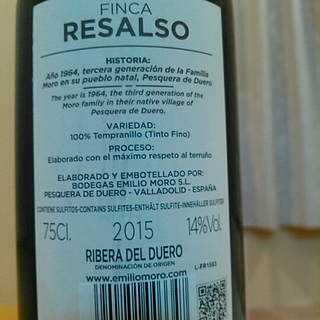 FINCA
RESALSO
HISTORIA:
Año 1964, tercera generación de la Familia
Moro en su pueblo natal, Pesquera de Duero
The year is 1964, the third generation of the
Moro family in their native village of
Pesquera de Duero.
VARIEDAD:
100% Tempranillo (Tinto Fino)
PROCESO:
Elaborado con el máximo respeto al terruño
ELABORADO Y EMBOTELLADO POR:
BODEGAS EMILIO MORO S.L.
PESQUERA DE DUERO - VALLADOLID - ESPAÑA
CONTIENE SULFITOS-CONTAINS SULPHITES-ENTHÄLT SULFITE-INNEHÅLLER SULFITER
75Cl. 2015 14%Vol.
RIBERA DEL DUERO
DENOMINACIÓN DE ORIGEN
www.emiliomoro.com
L-FR1583